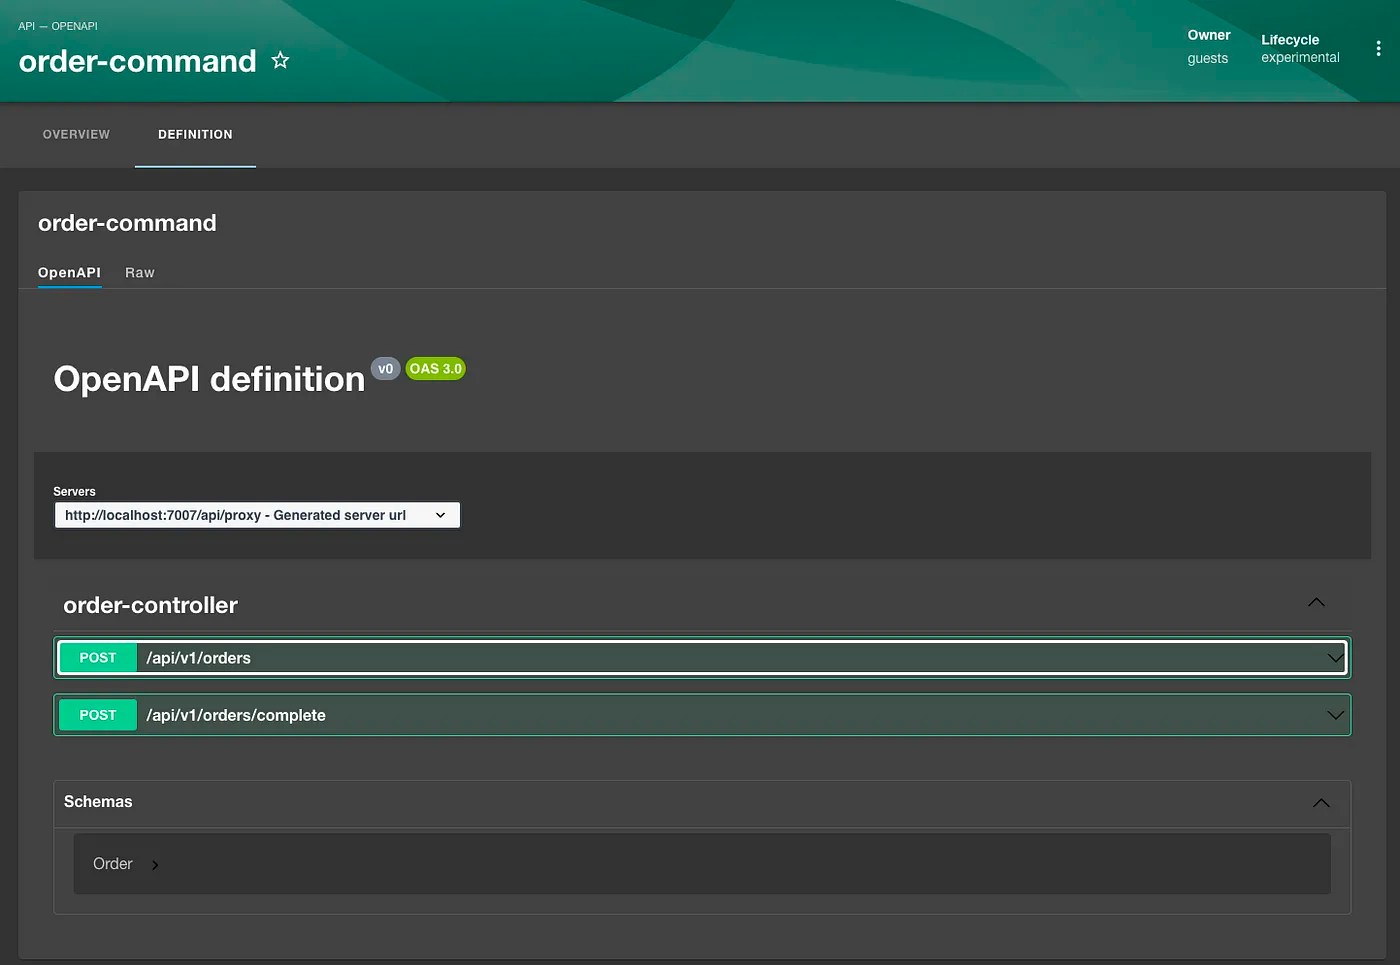 API — OPENAPI
order-command
Owner
guests
Lifecycle
experimental
OVERVIEW
DEFINITION
order-command
OpenAPI
Raw
OpenAPI definition v0 OAS 3.0
Servers
http://localhost:7007/api/proxy - Generated server url
order-controller
POST /api/v1/orders
POST /api/v1/orders/complete
Schemas
Order